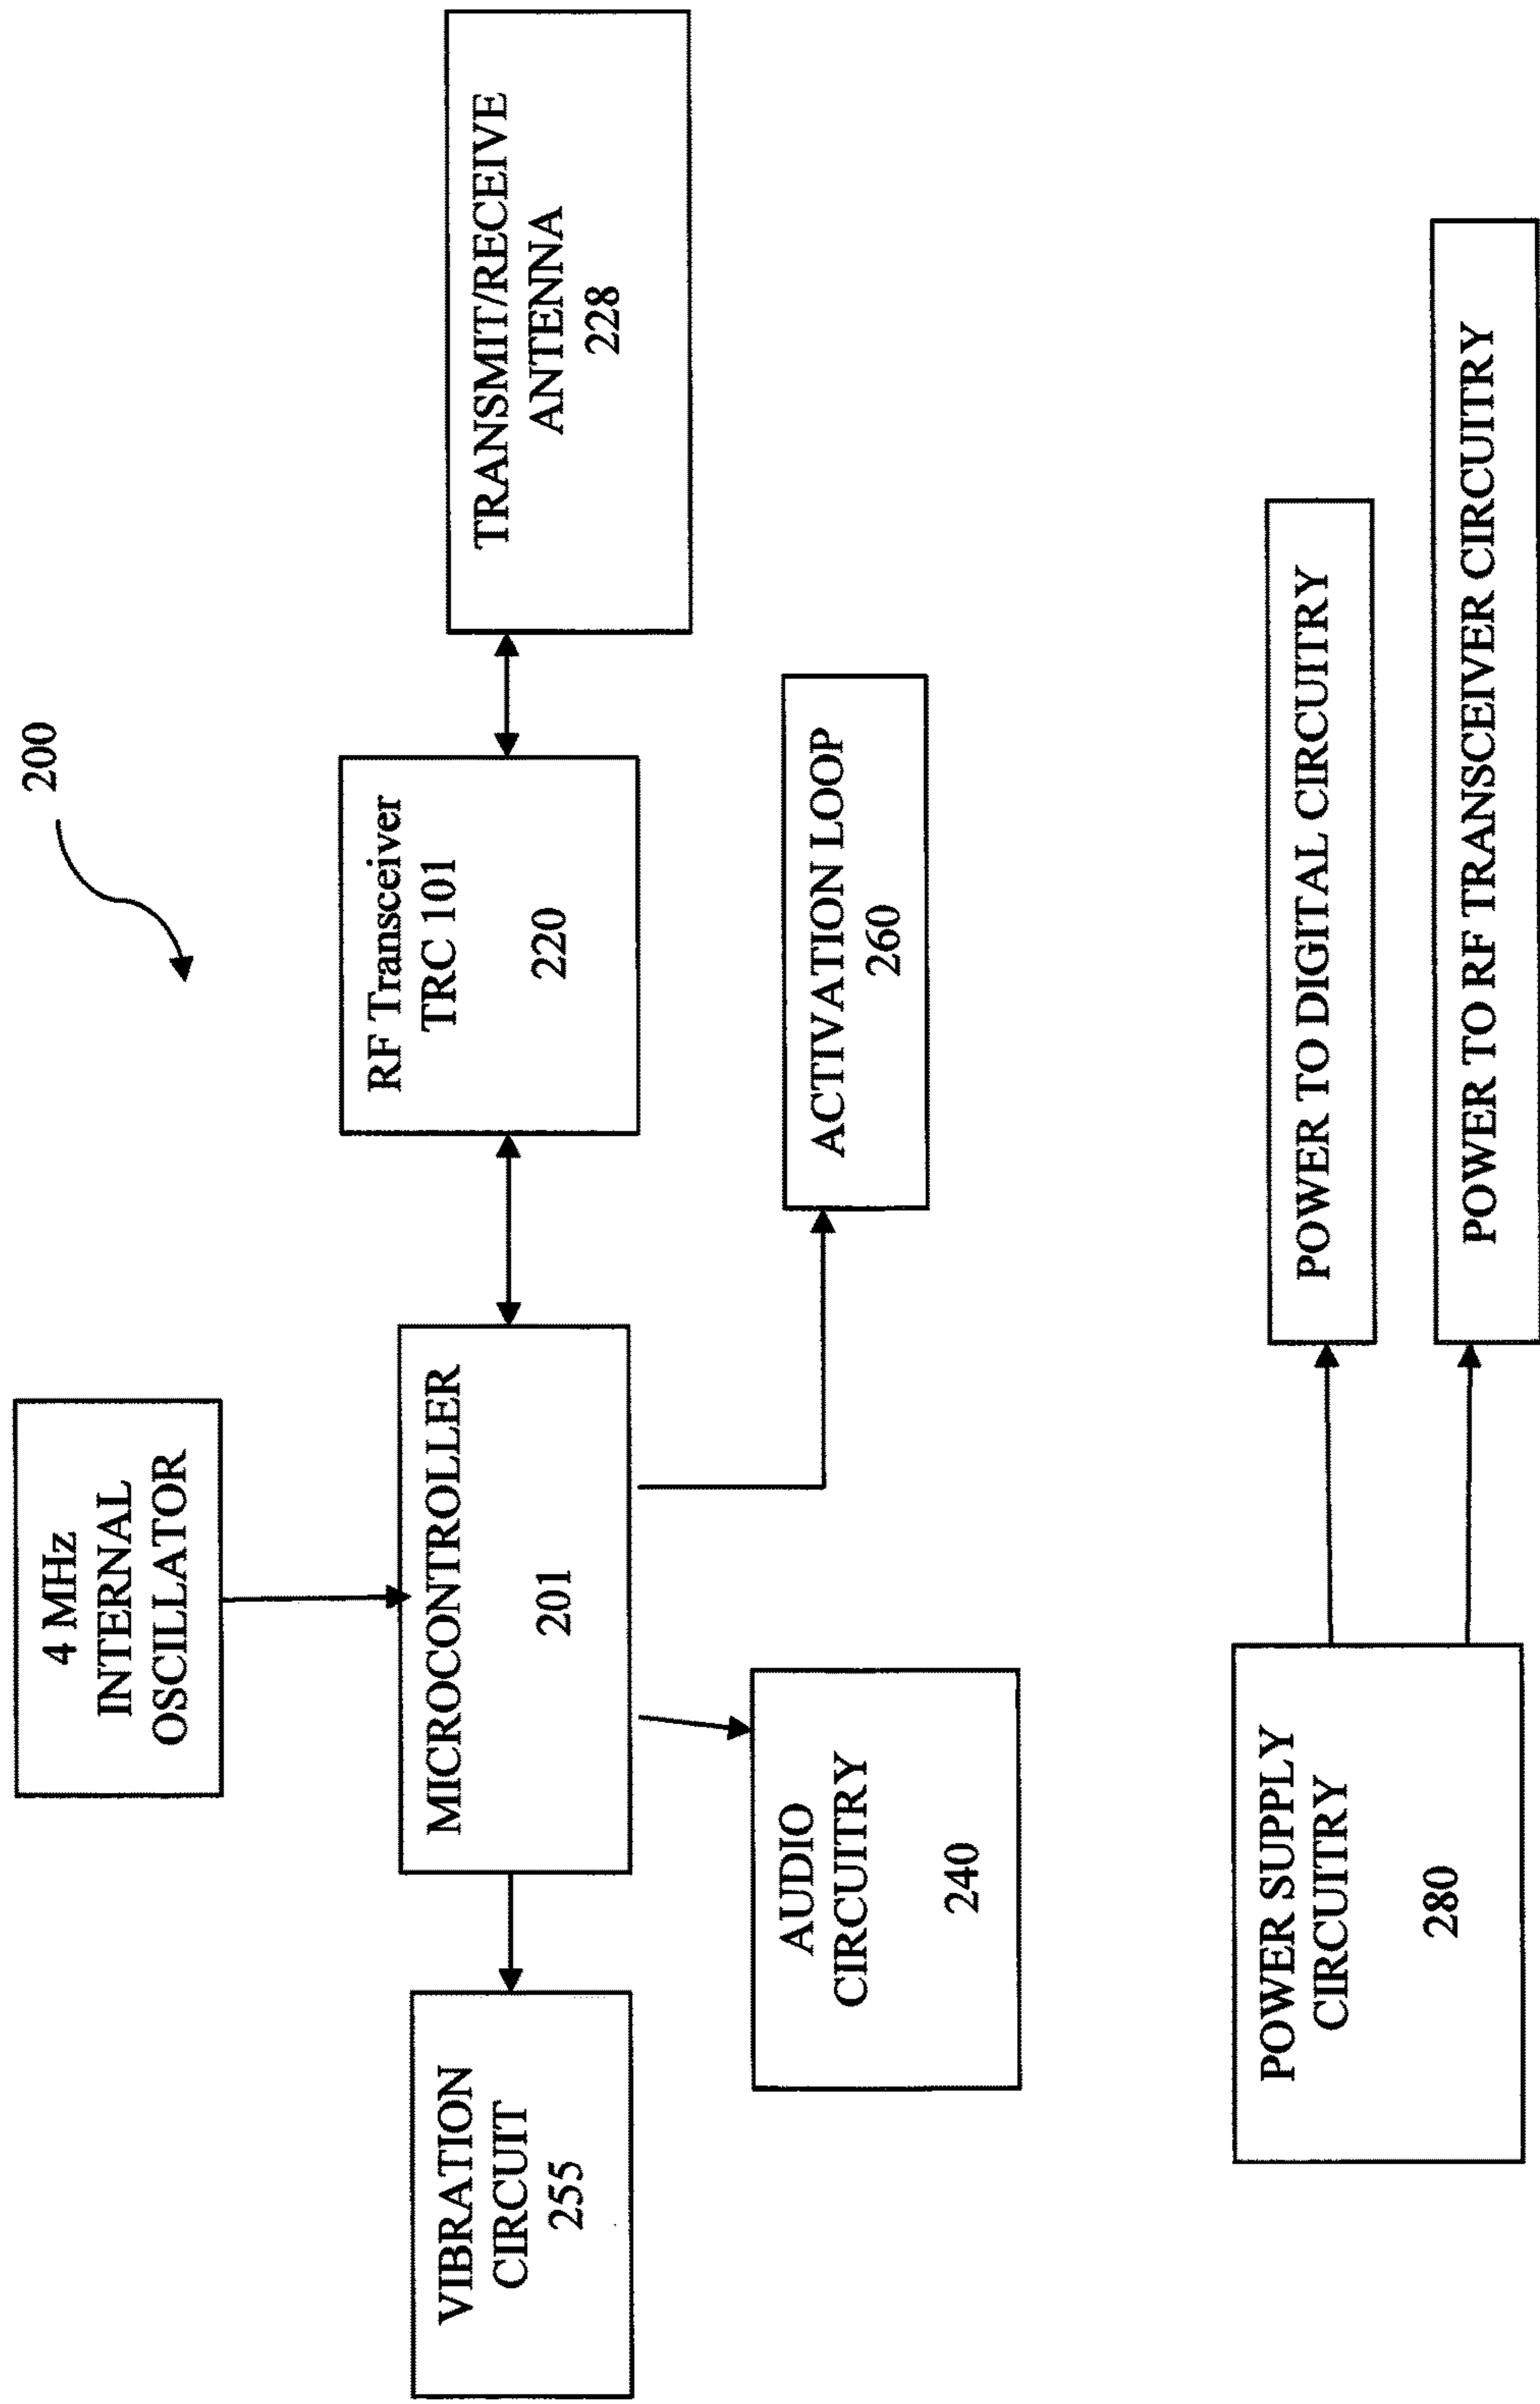 200
4 MHz
INTERNAL
OSCILLATOR
VIBRATION
CIRCUIT
255
MICROCONTROLLER
201
RF Transceiver
TRC 101
220
TRANSMIT/RECEIVE
ANTENNA
228
AUDIO
CIRCUITRY
240
ACTIVATION LOOP
260
POWER SUPPLY
CIRCUITRY
280
POWER TO DIGITAL CIRCUITRY
POWER TO RF TRANSCEIVER CIRCUITRY